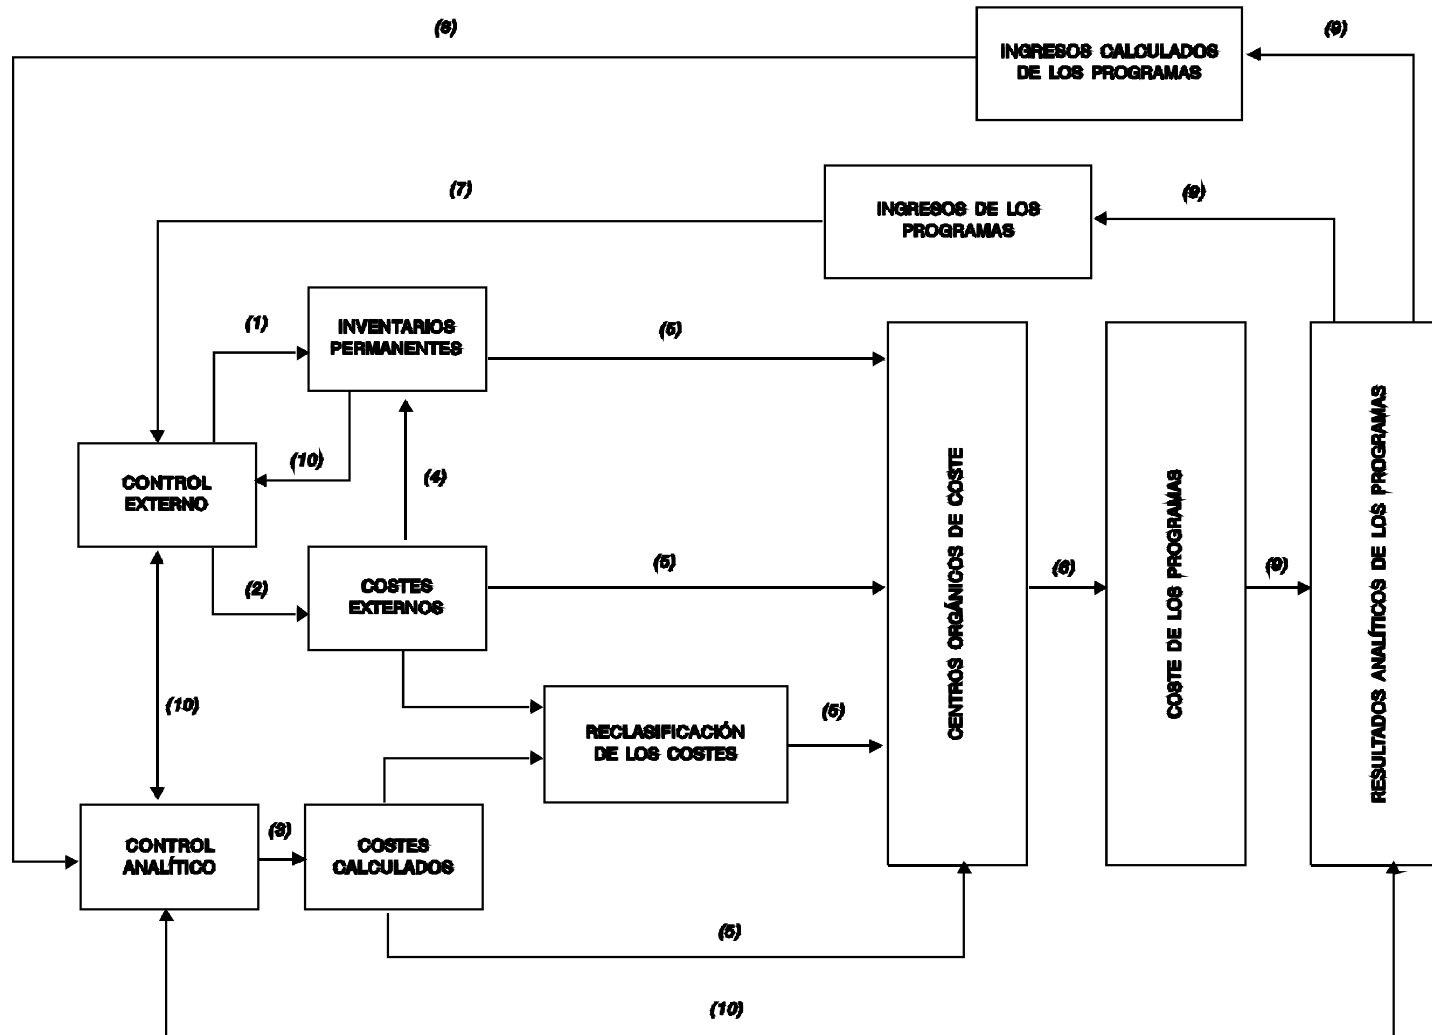 (8)
(9)
INGRESOS CALCULADOS
DE LOS PROGRAMAS
(7)
(9)
INGRESOS DE LOS
PROGRAMAS
(1)
INVENTARIOS
PERMANENTES
(5)
(10)
(4)
CONTROL
EXTERNO
(2)
COSTES
EXTERNOS
(5)
CENTROS ORGÁNICOS DE COSTE
(6)
COSTE DE LOS PROGRAMAS
(9)
RESULTADOS ANALÍTICOS DE LOS PROGRAMAS
(10)
RECLASIFICACIÓN
DE LOS COSTES
(5)
CONTROL
ANALÍTICO
(3)
COSTES
CALCULADOS
(5)
(10)